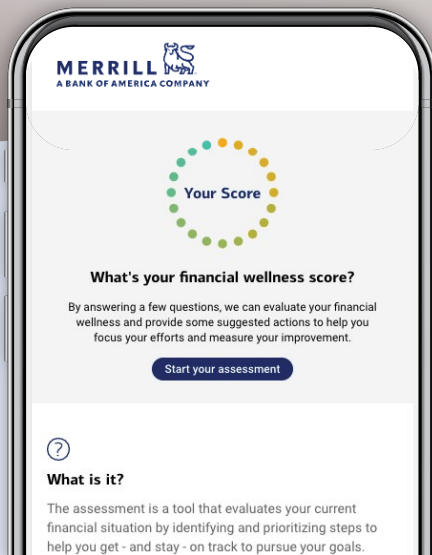 MERRILL
A BANK OF AMERICA COMPANY
Your Score
What's your financial wellness score?
By answering a few questions, we can evaluate your financial
wellness and provide some suggested actions to help you
focus your efforts and measure your improvement.
Start your assessment
?
What is it?
The assessment is a tool that evaluates your current
financial situation by identifying and prioritizing steps to
help you get - and stay - on track to pursue your goals.